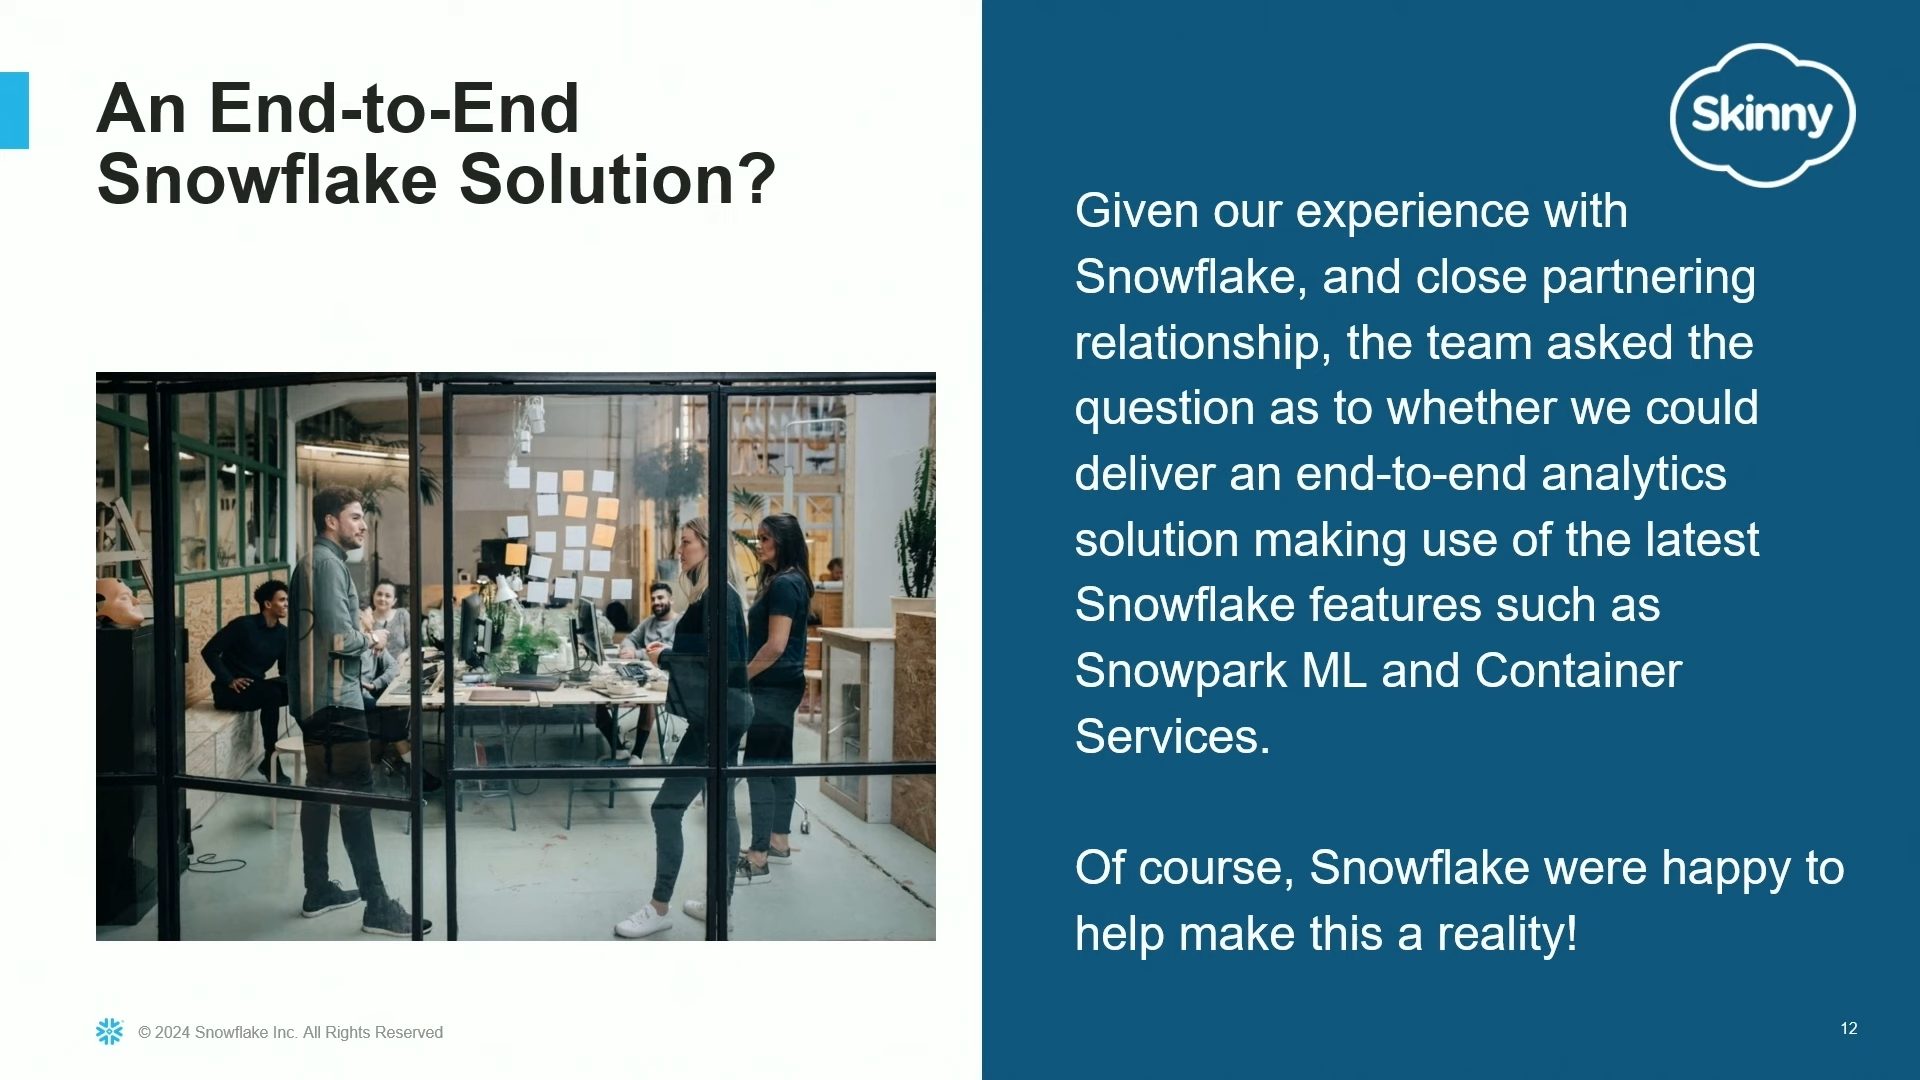 An End-to-End
Snowflake Solution?
Skinny
Given our experience with
Snowflake, and close partnering
relationship, the team asked the
question as to whether we could
deliver an end-to-end analytics
solution making use of the latest
Snowflake features such as
Snowpark ML and Container
Services.
Of course, Snowflake were happy to
help make this a reality!
© 2024 Snowflake Inc. All Rights Reserved
12